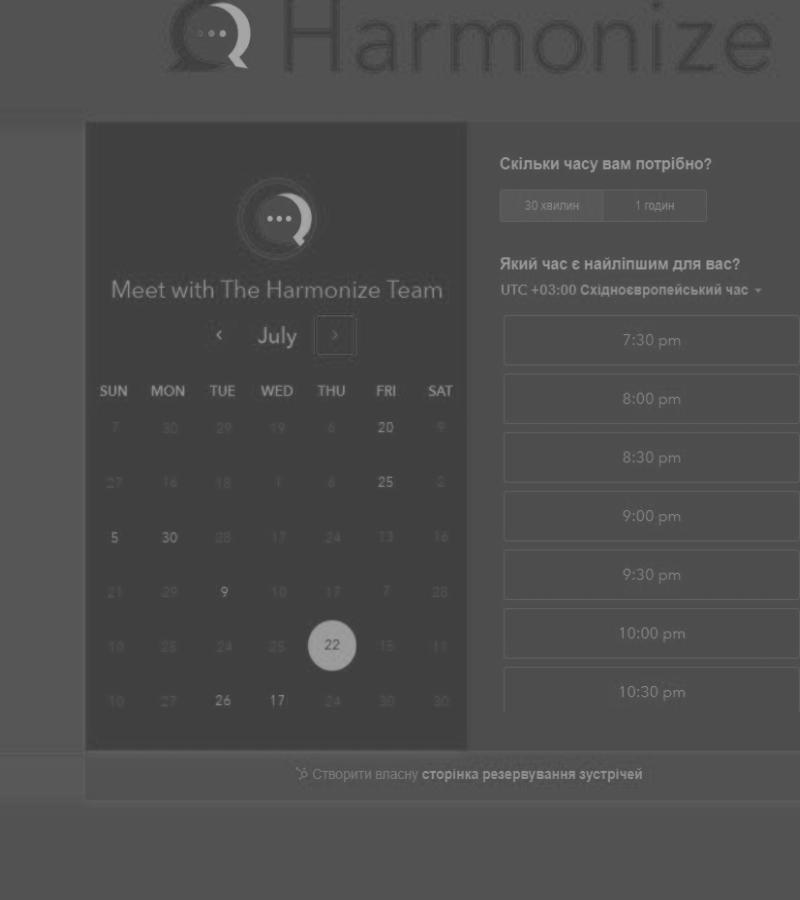 Harmonize
Meet with The Harmonize Team
July
SUN MON TUE WED THU FRI SAT
7 30 29 19 6 20 9
27 16 18 1 6 25 2
5 30 28 17 24 13 16
21 29 9 10 17 7 28
10 25 24 25 22 15 11
10 27 26 17 24 30 30
Скільки часу вам потрібно?
30 хвилин 1 годин
Який час є найліпшим для вас?
UTC +03:00 Східноєвропейський час
7:30 pm
8:00 pm
8:30 pm
9:00 pm
9:30 pm
10:00 pm
10:30 pm
Створити власну сторінка резервування зустрічей